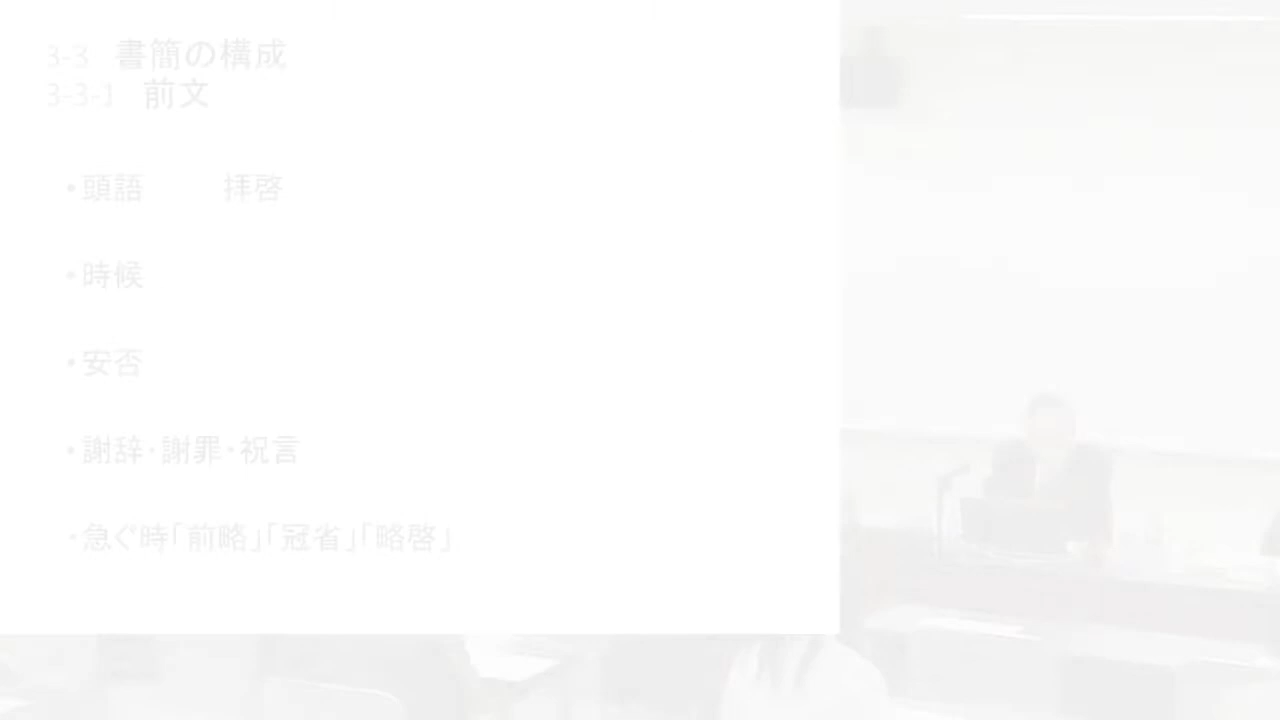 3-3 書簡の構成
3-3-1 前文
・頭語 拝啓
・時候
・安否
・謝辞・謝罪・祝言
・急ぐ時「前略」「冠省」「略啓」